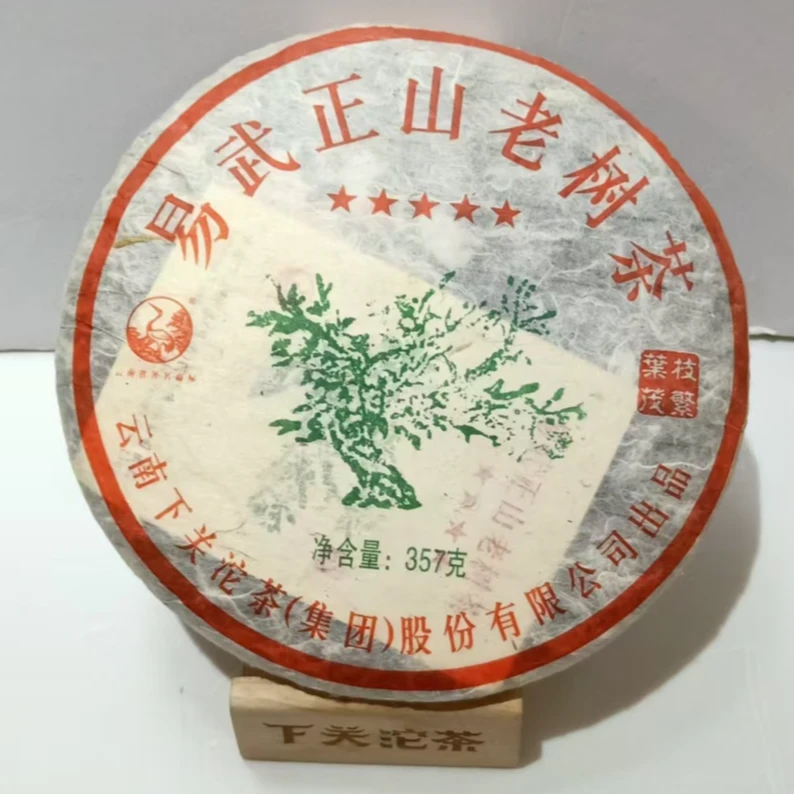 易武正山老树茶
★★★★★
枝繁葉茂
净含量：357克
云南下关沱茶(集团)股份有限公司出品
下关沱茶